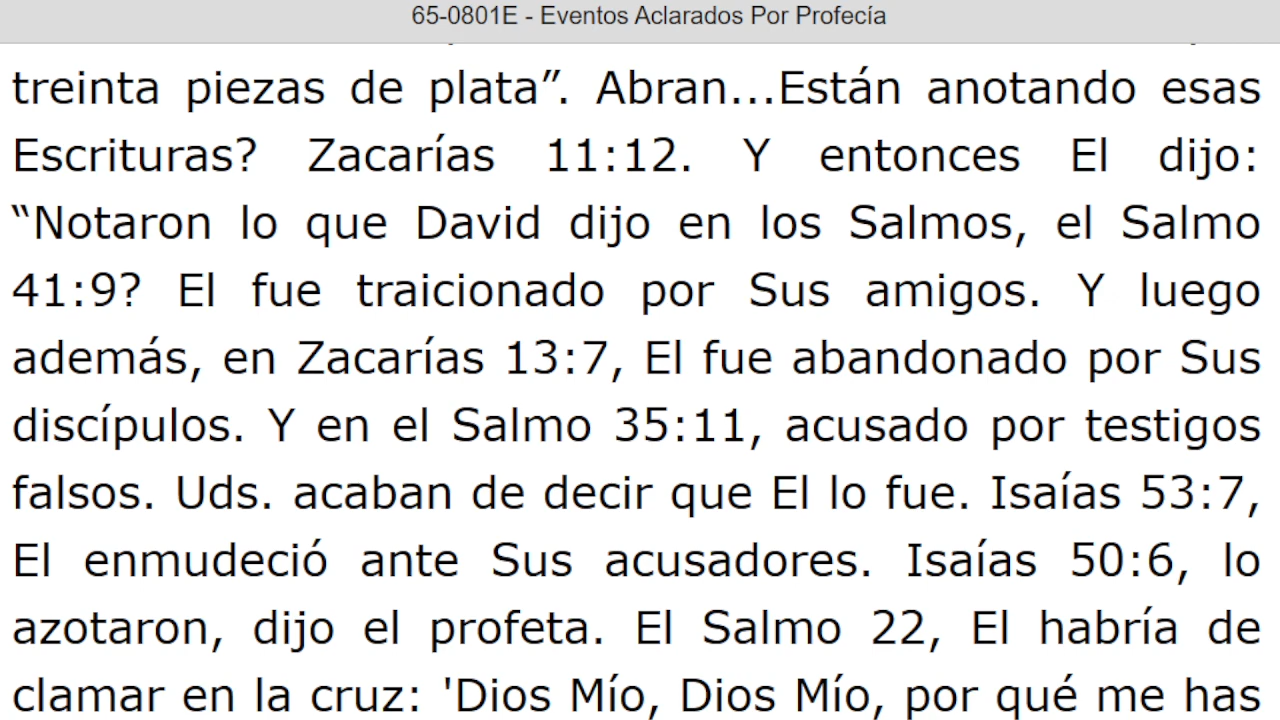 65-0801E - Eventos Aclarados Por Profecía
treinta piezas de plata”. Abran...Están anotando esas
Escrituras? Zacarías 11:12. Y entonces El dijo:
“Notaron lo que David dijo en los Salmos, el Salmo
41:9? El fue traicionado por Sus amigos. Y luego
además, en Zacarías 13:7, El fue abandonado por Sus
discípulos. Y en el Salmo 35:11, acusado por testigos
falsos. Uds. acaban de decir que El lo fue. Isaías 53:7,
El enmudeció ante Sus acusadores. Isaías 50:6, lo
azotaron, dijo el profeta. El Salmo 22, El habría de
clamar en la cruz: 'Dios Mío, Dios Mío, por qué me has